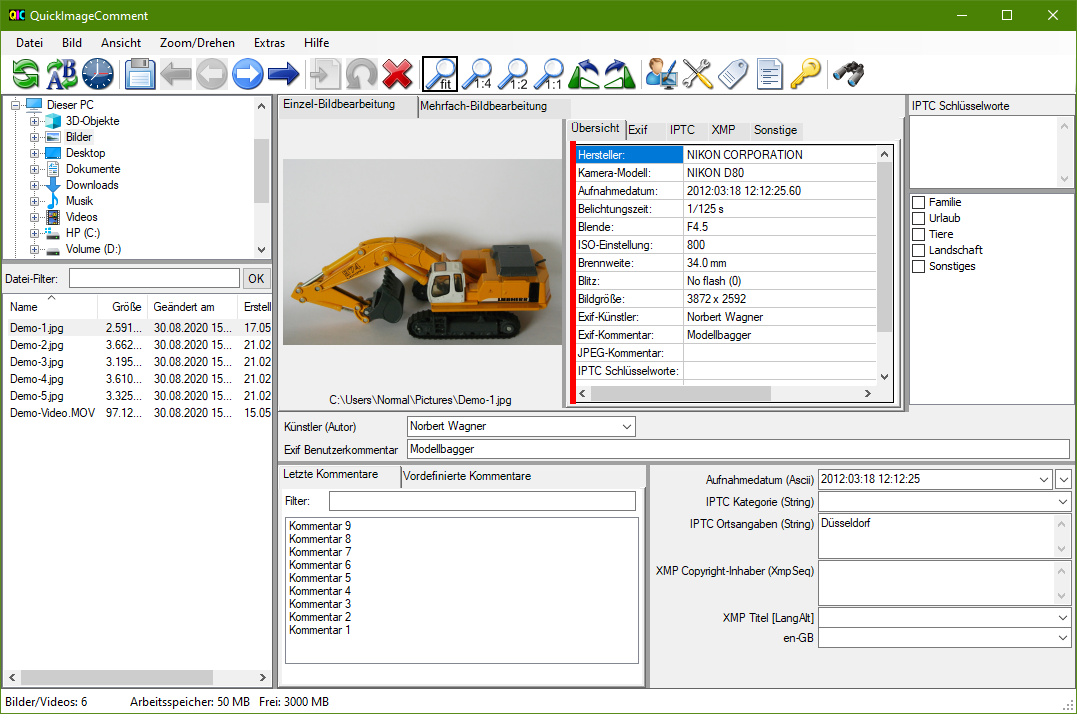 QIC QuickImageComment
Datei Bild Ansicht Zoom/Drehen Extras Hilfe
AB fit 1:4 1:2 1:1
Dieser PC
3D-Objekte
Bilder
Desktop
Dokumente
Downloads
Musik
Videos
HP (C:)
Volume (D:)
Datei-Filter: OK
Name Größe Geändert am Erstell
Demo-1.jpg 2.591... 30.08.2020 15... 17.05
Demo-2.jpg 3.662... 30.08.2020 15... 21.02
Demo-3.jpg 3.195... 30.08.2020 15... 21.02
Demo-4.jpg 3.610... 30.08.2020 15... 21.02
Demo-5.jpg 3.325... 30.08.2020 15... 21.02
Demo-Video.MOV 97.12... 30.08.2020 15... 15.05
Einzel-Bildbearbeitung Mehrfach-Bildbearbeitung
974
LIEBHERR
C:\Users\Normal\Pictures\Demo-1.jpg
Übersicht Exif IPTC XMP Sonstige
Hersteller: NIKON CORPORATION
Kamera-Modell: NIKON D80
Aufnahmedatum: 2012:03:18 12:12:25.60
Belichtungszeit: 1/125 s
Blende: F4.5
ISO-Einstellung: 800
Brennweite: 34.0 mm
Blitz: No flash (0)
Bildgröße: 3872 x 2592
Exif-Künstler: Norbert Wagner
Exif-Kommentar: Modellbagger
JPEG-Kommentar:
IPTC Schlüsselworte:
IPTC Schlüsselworte
Familie
Urlaub
Tiere
Landschaft
Sonstiges
Künstler (Autor) Norbert Wagner
Exif Benutzerkommentar Modellbagger
Letzte Kommentare Vordefinierte Kommentare
Filter:
Kommentar 9
Kommentar 8
Kommentar 7
Kommentar 6
Kommentar 5
Kommentar 4
Kommentar 3
Kommentar 2
Kommentar 1
Aufnahmedatum (Ascii) 2012:03:18 12:12:25
IPTC Kategorie (String)
IPTC Ortsangaben (String) Düsseldorf
XMP Copyright-Inhaber (XmpSeq)
XMP Titel [LangAlt]
en-GB
Bilder/Videos: 6 Arbeitsspeicher: 50 MB Frei: 3000 MB